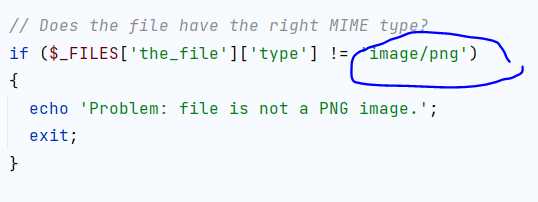 // Does the file have the right MIME type?
if ($_FILES['the_file']['type'] != 'image/png')
{
echo 'Problem: file is not a PNG image.';
exit;
}